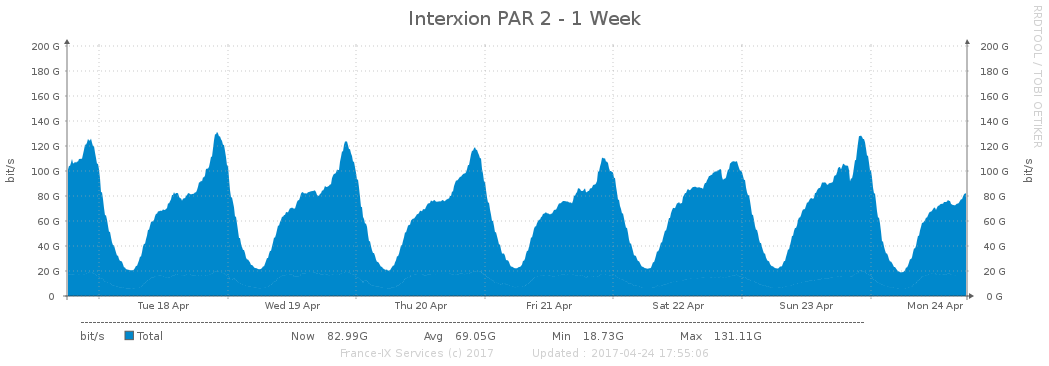 Interxion PAR 2 - 1 Week
RRDTOOL / TOBI OETIKER
200 G 200 G
180 G 180 G
160 G 160 G
140 G 140 G
120 G 120 G
100 G 100 G
80 G 80 G
60 G 60 G
40 G 40 G
20 G 20 G
0 0 G
bit/s bit/s
Tue 18 Apr Wed 19 Apr Thu 20 Apr Fri 21 Apr Sat 22 Apr Sun 23 Apr Mon 24 Apr
bit/s Total Now 82.99G Avg 69.05G Min 18.73G Max 131.11G
France-IX Services (c) 2017 Updated : 2017-04-24 17:55:06